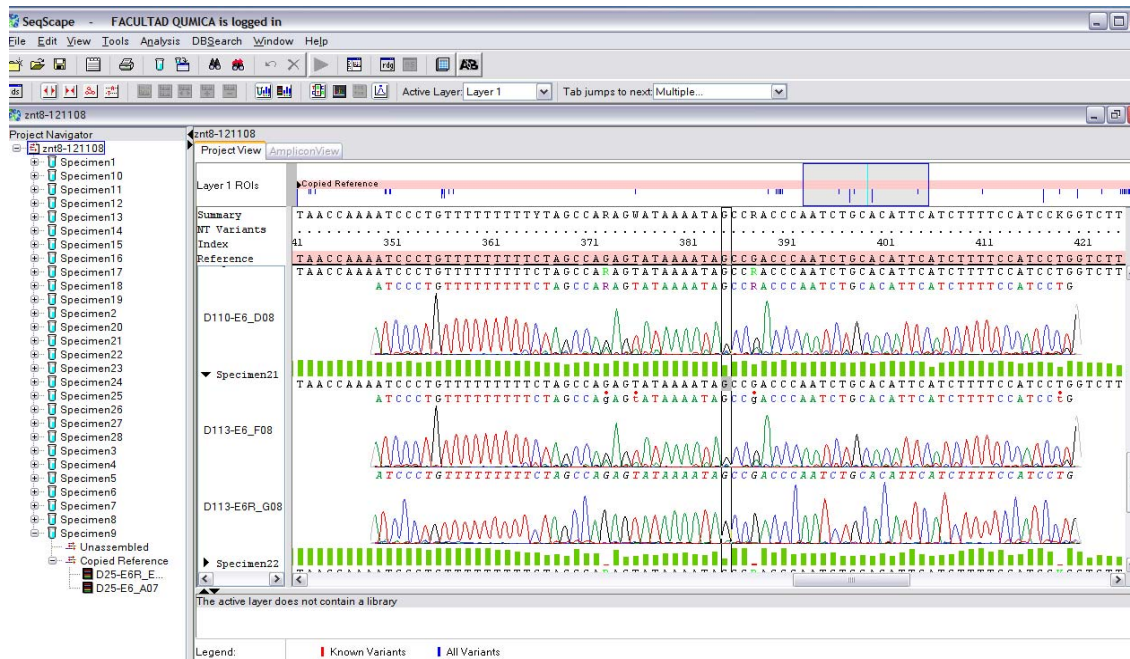 SeqScape - FACULTAD QUMICA is logged in
File Edit View Tools Analysis DBSearch Window Help
Active Layer: Layer 1 Tab jumps to next: Multiple...
znt8-121108
Project Navigator
znt8-121108
Specimen1
Specimen10
Specimen11
Specimen12
Specimen13
Specimen14
Specimen15
Specimen16
Specimen17
Specimen18
Specimen19
Specimen2
Specimen20
Specimen21
Specimen22
Specimen23
Specimen24
Specimen25
Specimen26
Specimen27
Specimen28
Specimen3
Specimen4
Specimen5
Specimen6
Specimen7
Specimen8
Specimen9
Unassembled
Copied Reference
D25-E6R_E...
D25-E6_A07
znt8-121108
Project View AmpliconView
Layer 1 ROIs Copied Reference
Summary TAACCAAAATCCCTGTTTTTTTTTYTAGCCARAGWATAAAATAGCCRACCCAATCTGCACATTCATCTTTTCCATCCKGGTCTT
NT Variants
Index 41 351 361 371 381 391 401 411 421
Reference TAACCAAAATCCCTGTTTTTTTTTCTAGCCAGAGTATAAAATAGCCGACCCAATCTGCACATTCATCTTTTCCATCCTGGTCTT
TAACCAAAATCCCTGTTTTTTTTTCTAGCCARAGTATAAAATAGCCRACCCAATCTGCACATTCATCTTTTCCATCCTGGTCTT
ATCCCTGTTTTTTTTTCTAGCCARAGTATAAAATAGCCRACCCAATCTGCACATTCATCTTTTCCATCCTG
D110-E6_D08
Specimen21
TAACCAAAATCCCTGTTTTTTTTTCTAGCCAGAGTATAAAATAGCCGACCCAATCTGCACATTCATCTTTTCCATCCTGGTCTT
ATCCCTGTTTTTTTTTCTAGCCAgAGtATAAAATAGCCgACCCAATCTGCACATTCATCTTTTCCATCCtG
D113-E6_F08
ATCCCTGTTTTTTTTTCTAGCCAGAGTATAAAATAGCCGACCCAATCTGCACATTCATCTTTTCCATCCTG
D113-E6R_G08
Specimen22
The active layer does not contain a library
Legend: Known Variants All Variants